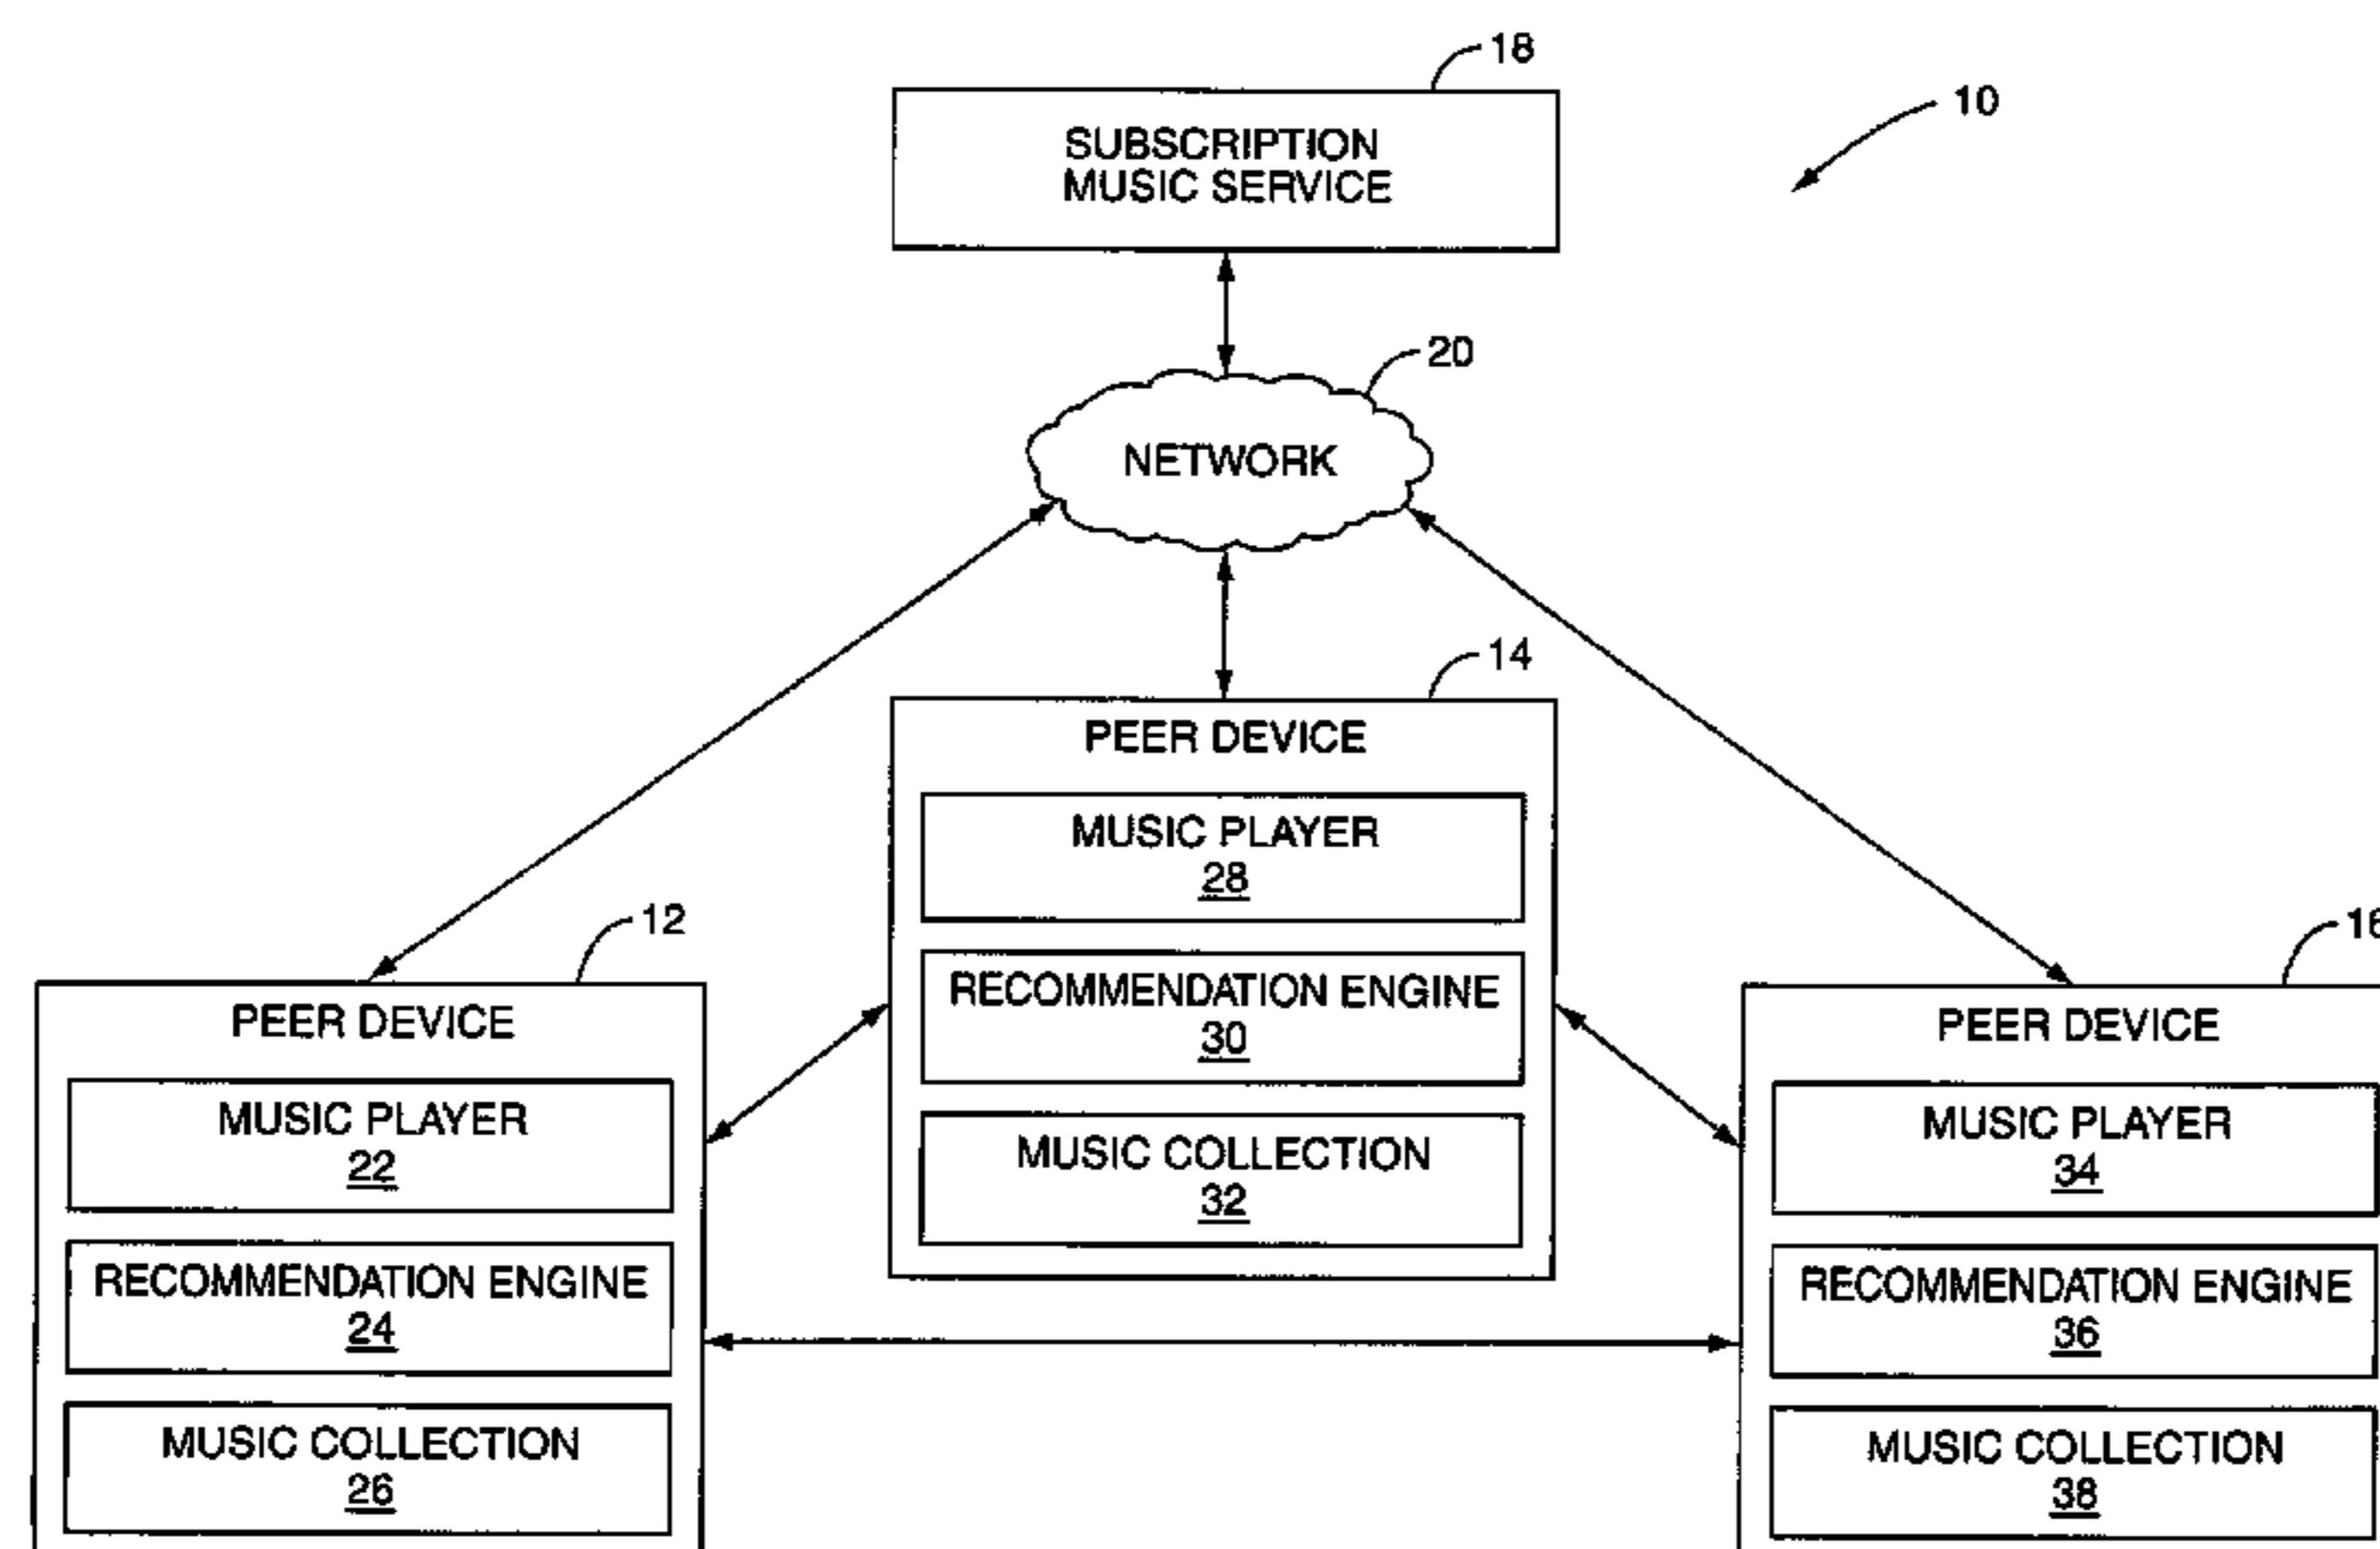 18
10
SUBSCRIPTION
MUSIC SERVICE
20
NETWORK
14
PEER DEVICE
MUSIC PLAYER
28
RECOMMENDATION ENGINE
30
MUSIC COLLECTION
32
12
PEER DEVICE
MUSIC PLAYER
22
RECOMMENDATION ENGINE
24
MUSIC COLLECTION
26
16
PEER DEVICE
MUSIC PLAYER
34
RECOMMENDATION ENGINE
36
MUSIC COLLECTION
38